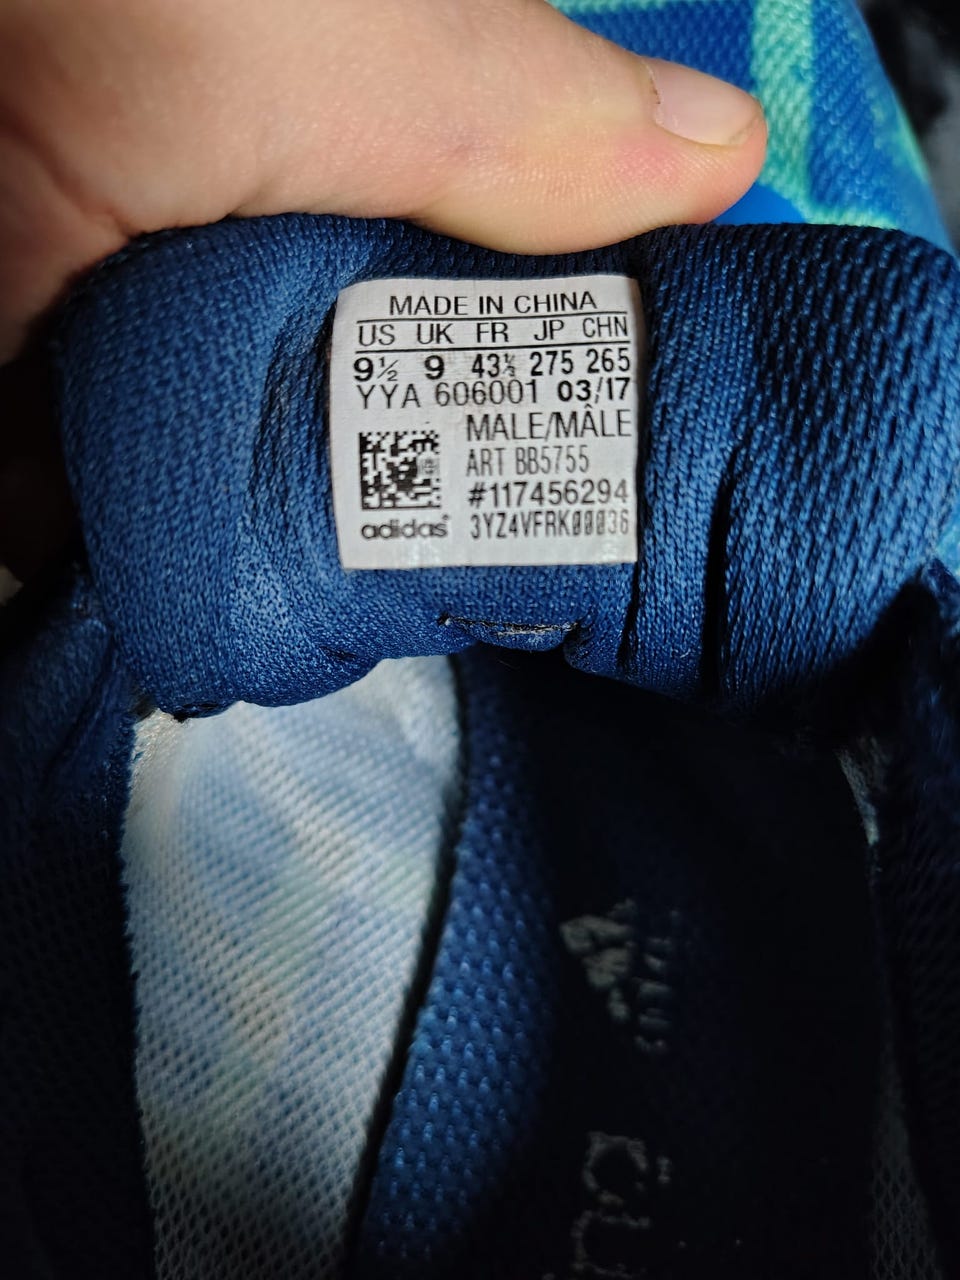 MADE IN CHINA
US UK FR JP CHN
9½ 9 43⅓ 275 265
YYA 606001 03/17
MALE/MÂLE
ART BB5755
#117456294
adidas® 3YZ4VFRK00036